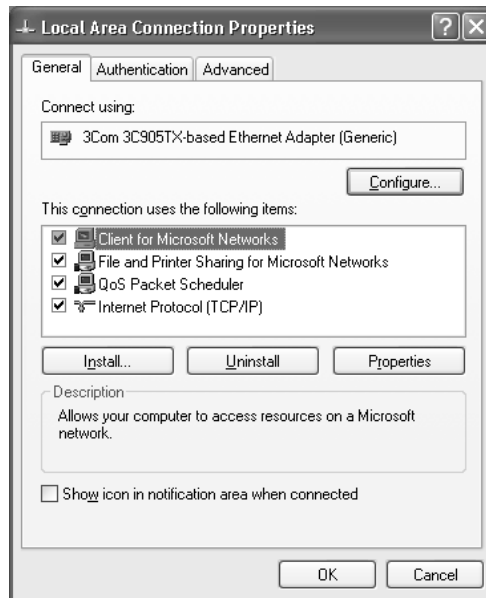 Local Area Connection Properties
General Authentication Advanced
Connect using:
3Com 3C905TX-based Ethernet Adapter (Generic)
Configure...
This connection uses the following items:
Client for Microsoft Networks
File and Printer Sharing for Microsoft Networks
QoS Packet Scheduler
Internet Protocol (TCP/IP)
Install... Uninstall Properties
Description
Allows your computer to access resources on a Microsoft
network.
Show icon in notification area when connected
OK Cancel